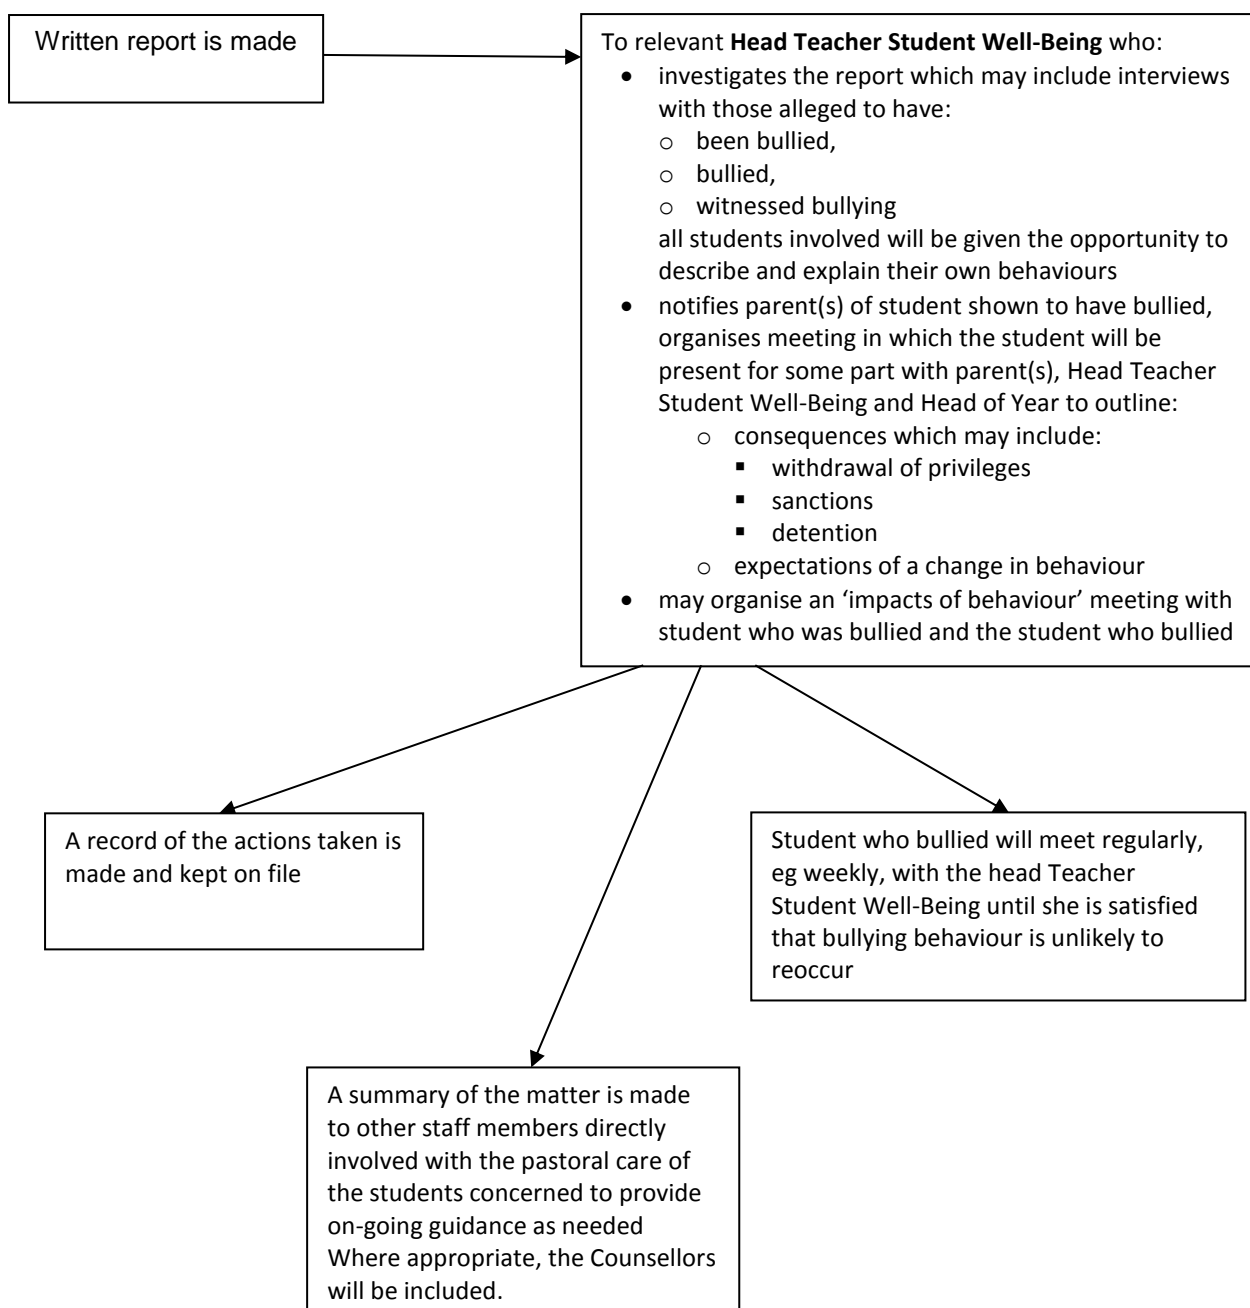 Written report is made
To relevant Head Teacher Student Well-Being who:
• investigates the report which may include interviews
with those alleged to have:
o been bullied,
o bullied,
o witnessed bullying
all students involved will be given the opportunity to
describe and explain their own behaviours
• notifies parent(s) of student shown to have bullied,
organises meeting in which the student will be
present for some part with parent(s), Head Teacher
Student Well-Being and Head of Year to outline:
o consequences which may include:
▪ withdrawal of privileges
▪ sanctions
▪ detention
o expectations of a change in behaviour
• may organise an ‘impacts of behaviour’ meeting with
student who was bullied and the student who bullied
A record of the actions taken is
made and kept on file
Student who bullied will meet regularly,
eg weekly, with the head Teacher
Student Well-Being until she is satisfied
that bullying behaviour is unlikely to
reoccur
A summary of the matter is made
to other staff members directly
involved with the pastoral care of
the students concerned to provide
on-going guidance as needed
Where appropriate, the Counsellors
will be included.